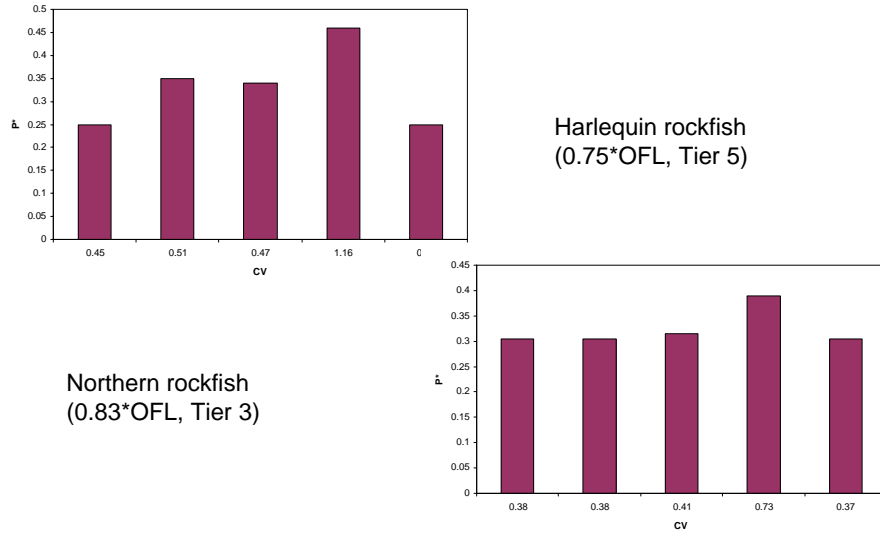 0.5
0.45
0.4
0.35
0.3
0.25
0.2
0.15
0.1
0.05
0
P*
0.45 0.51 0.47 1.16 0
CV
Harlequin rockfish
(0.75*OFL, Tier 5)
Northern rockfish
(0.83*OFL, Tier 3)
0.45
0.4
0.35
0.3
0.25
0.2
0.15
0.1
0.05
0
P*
0.38 0.38 0.41 0.73 0.37
CV